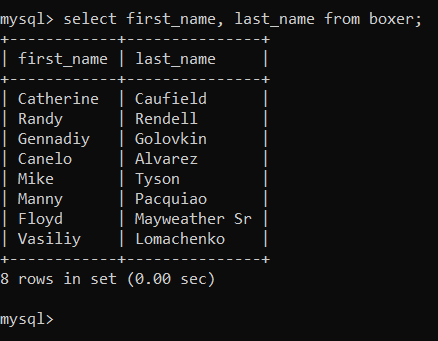 mysql> select first_name, last_name from boxer;
+------------+---------------+
| first_name | last_name     |
+------------+---------------+
| Catherine  | Caufield      |
| Randy      | Rendell       |
| Gennadiy   | Golovkin      |
| Canelo     | Alvarez       |
| Mike       | Tyson         |
| Manny      | Pacquiao      |
| Floyd      | Mayweather Sr |
| Vasiliy    | Lomachenko    |
+------------+---------------+
8 rows in set (0.00 sec)
mysql>